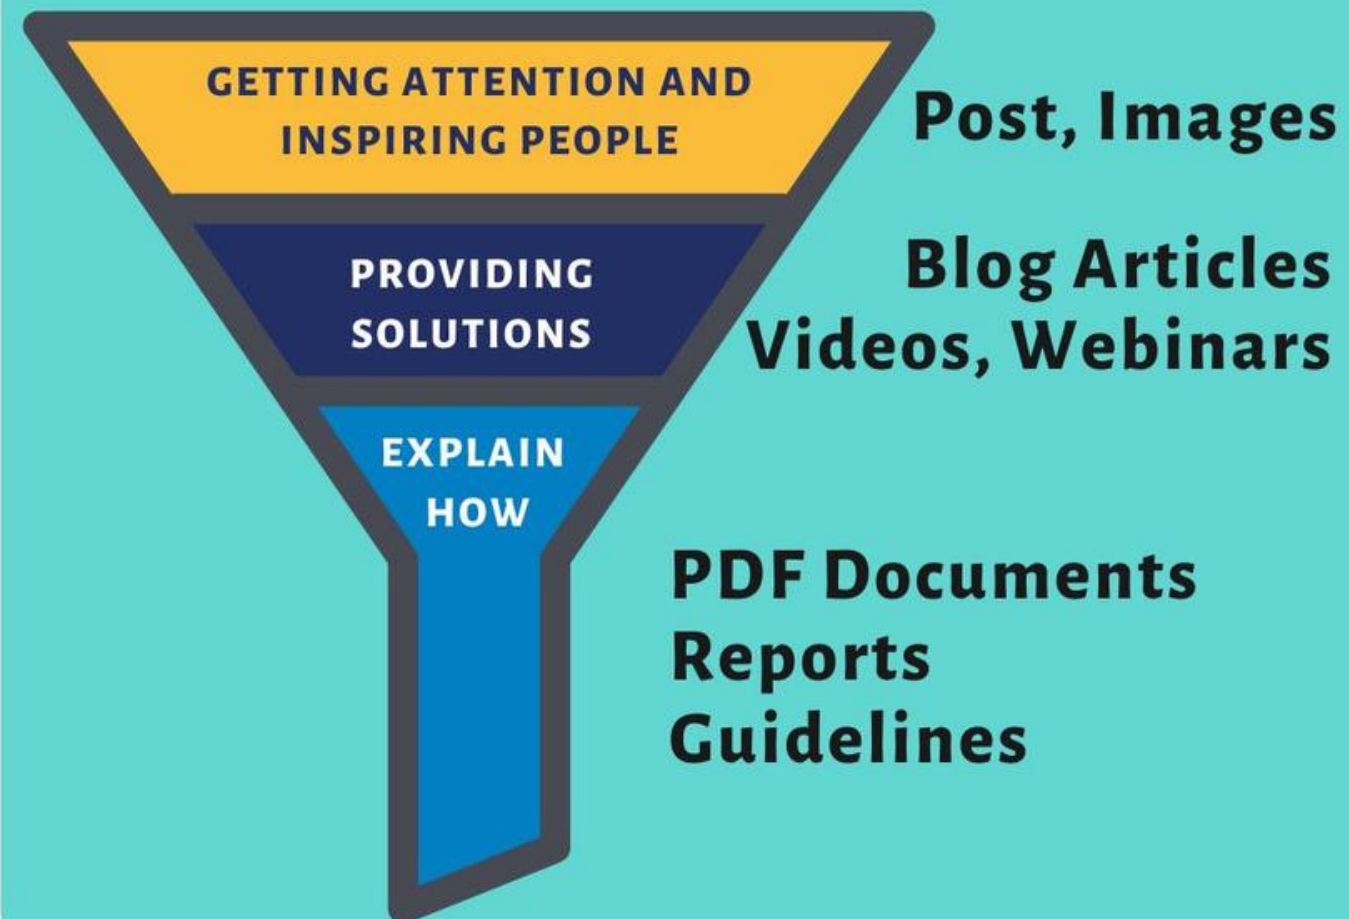 GETTING ATTENTION AND
INSPIRING PEOPLE
Post, Images
PROVIDING
SOLUTIONS
Blog Articles
Videos, Webinars
EXPLAIN
HOW
PDF Documents
Reports
Guidelines